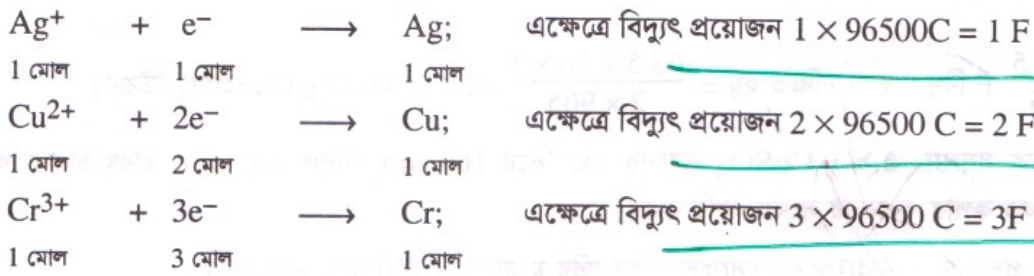 Ag⁺ + e⁻ ⟶ Ag; এক্ষেত্রে বিদ্যুৎ প্রয়োজন 1 × 96500C = 1 F
1 মোল 1 মোল 1 মোল
Cu²⁺ + 2e⁻ ⟶ Cu; এক্ষেত্রে বিদ্যুৎ প্রয়োজন 2 × 96500 C = 2 F
1 মোল 2 মোল 1 মোল
Cr³⁺ + 3e⁻ ⟶ Cr; এক্ষেত্রে বিদ্যুৎ প্রয়োজন 3 × 96500 C = 3F
1 মোল 3 মোল 1 মোল